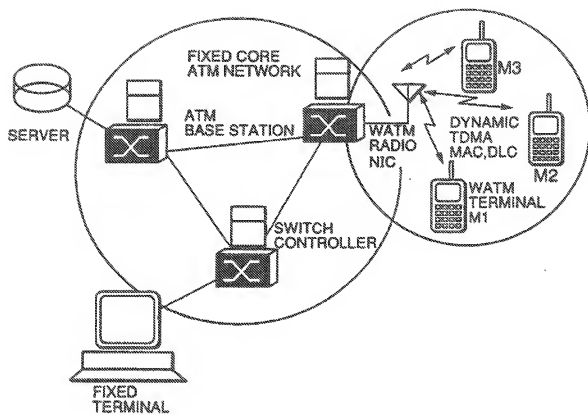 FIXED CORE
ATM NETWORK
SERVER
ATM
BASE STATION
WATM
RADIO
NIC
M3
DYNAMIC
TDMA
MAC,DLC
M2
WATM
TERMINAL
M1
SWITCH
CONTROLLER
FIXED
TERMINAL